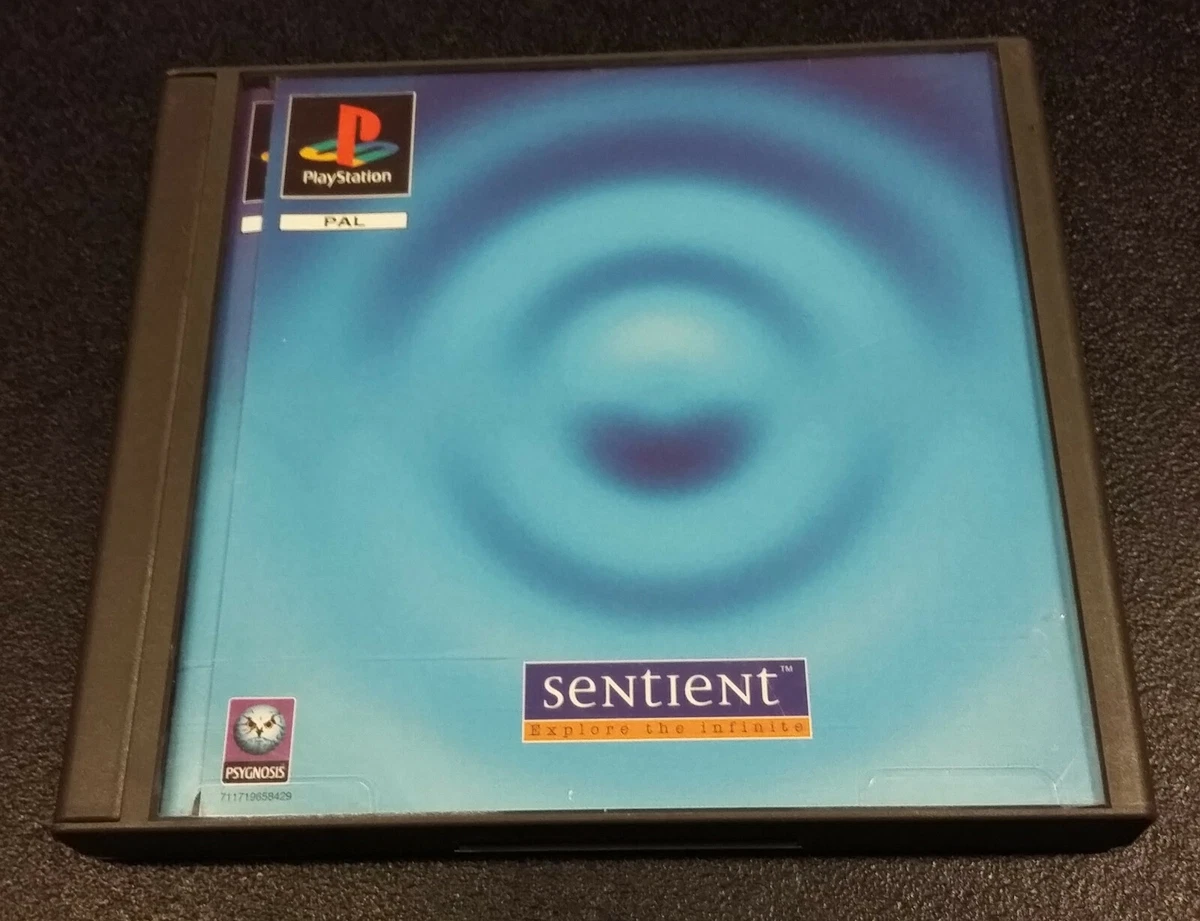 PlayStation
PAL
seNtieNt™
Explore the infinite
PSYGNOSIS
711719658429